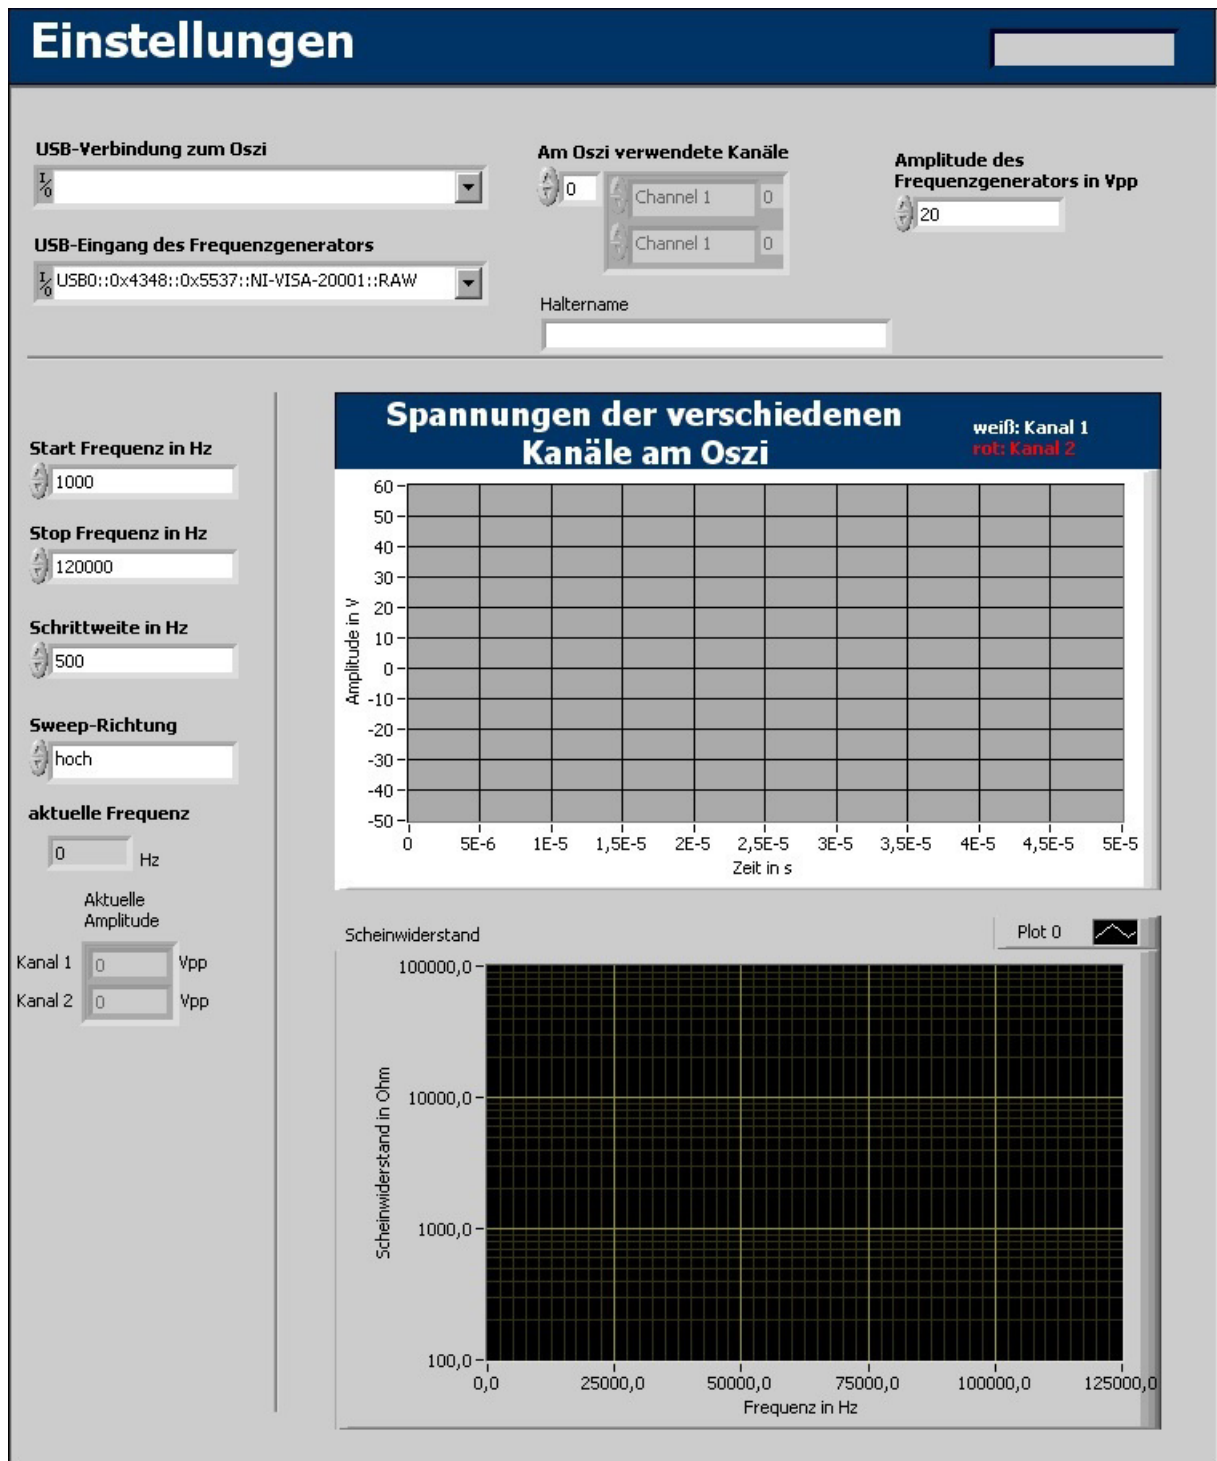 Einstellungen
USB-Verbindung zum Oszi
I/O
Am Oszi verwendete Kanäle
0
Channel 1 0
Channel 1 0
Amplitude des
Frequenzgenerators in Vpp
20
USB-Eingang des Frequenzgenerators
I/O USB0::0x4348::0x5537::NI-VISA-20001::RAW
Haltername
Start Frequenz in Hz
1000
Stop Frequenz in Hz
120000
Schrittweite in Hz
500
Sweep-Richtung
hoch
aktuelle Frequenz
0 Hz
Aktuelle
Amplitude
Kanal 1 0 Vpp
Kanal 2 0 Vpp
Spannungen der verschiedenen
Kanäle am Oszi
weiß: Kanal 1
rot: Kanal 2
Amplitude in V
60
50
40
30
20
10
0
-10
-20
-30
-40
-50
0 5E-6 1E-5 1,5E-5 2E-5 2,5E-5 3E-5 3,5E-5 4E-5 4,5E-5 5E-5
Zeit in s
Scheinwiderstand
Plot 0
Scheinwiderstand in Ohm
100000,0
10000,0
1000,0
100,0
0,0 25000,0 50000,0 75000,0 100000,0 125000,0
Frequenz in Hz